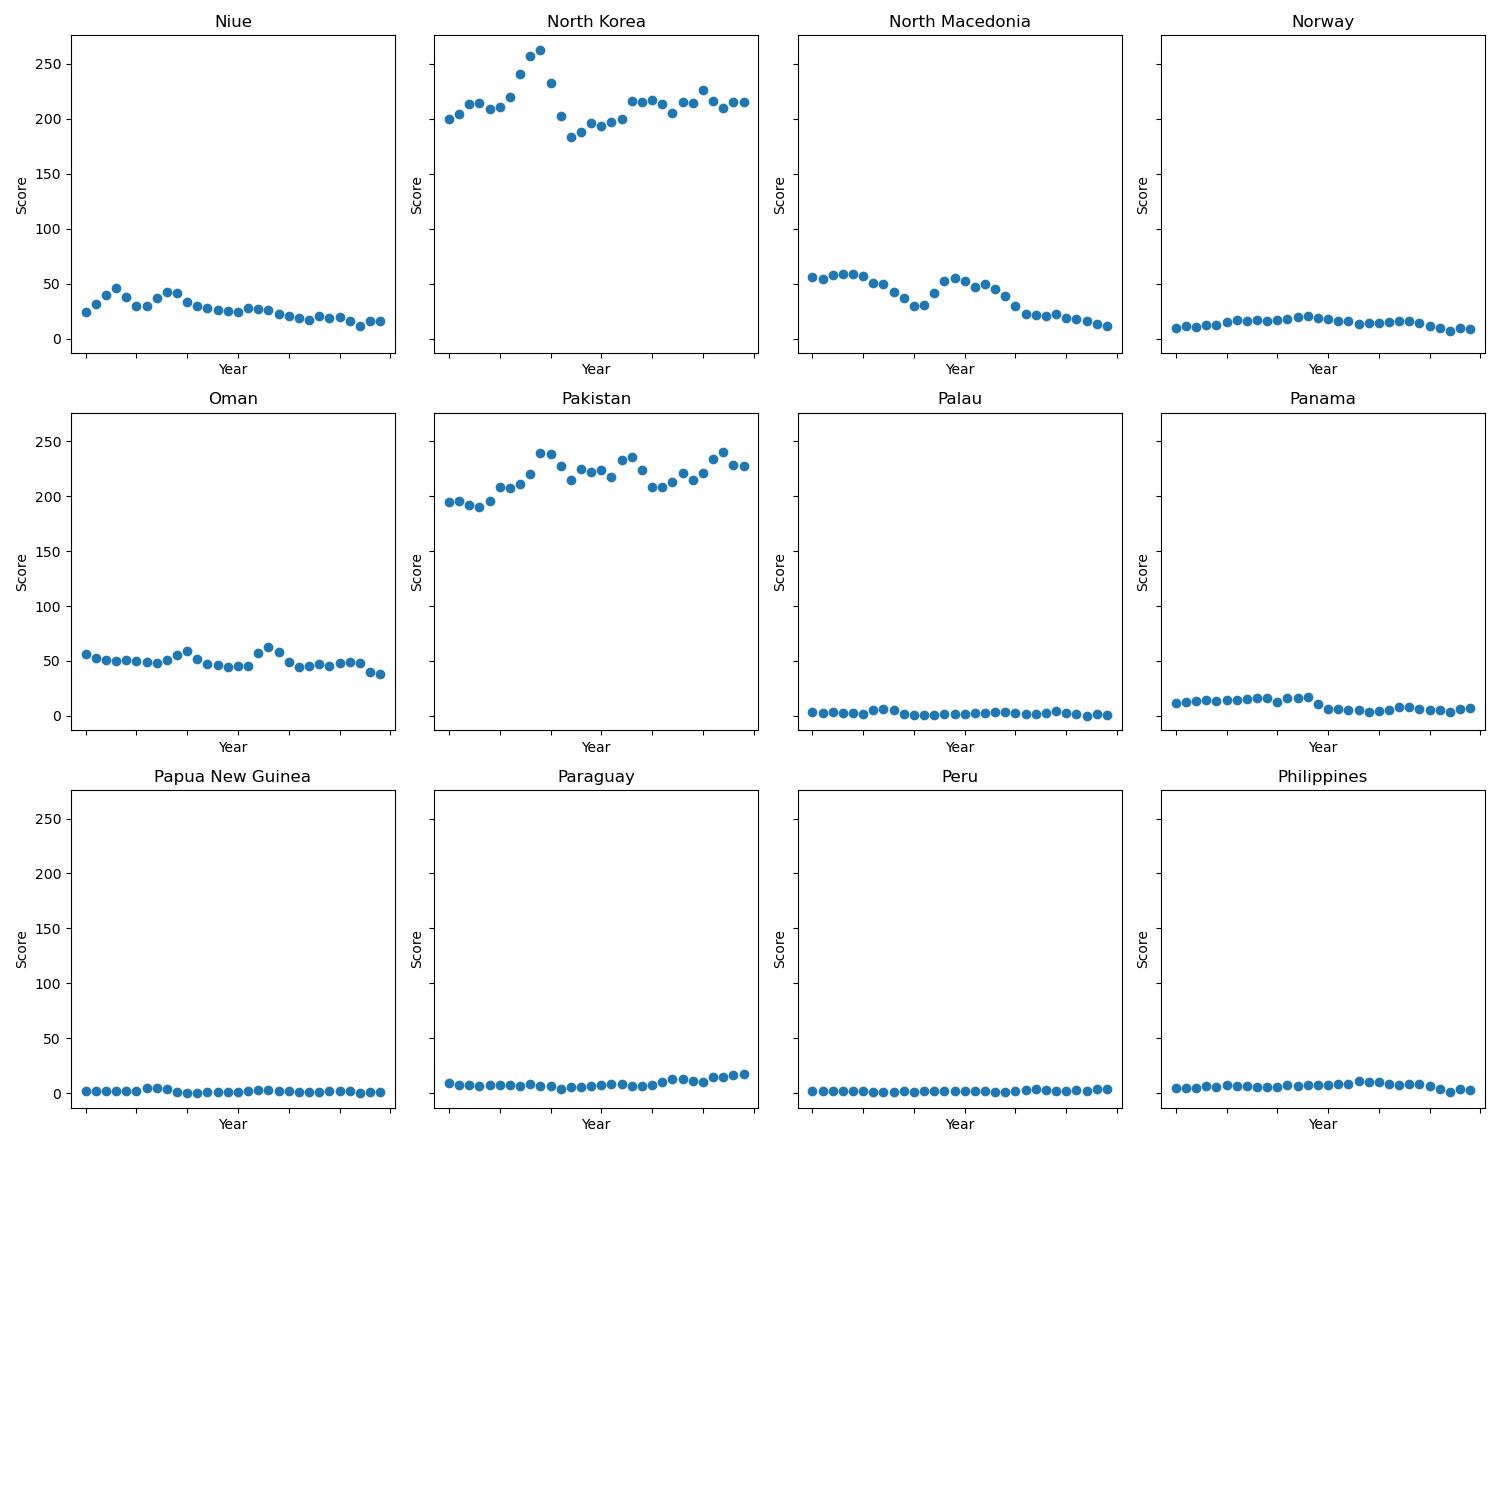 Niue
North Korea
North Macedonia
Norway
250
200
150
100
50
0
Score
Score
Score
Score
Year
Year
Year
Year
Oman
Pakistan
Palau
Panama
250
200
150
100
50
0
Score
Score
Score
Score
Year
Year
Year
Year
Papua New Guinea
Paraguay
Peru
Philippines
250
200
150
100
50
0
Score
Score
Score
Score
Year
Year
Year
Year